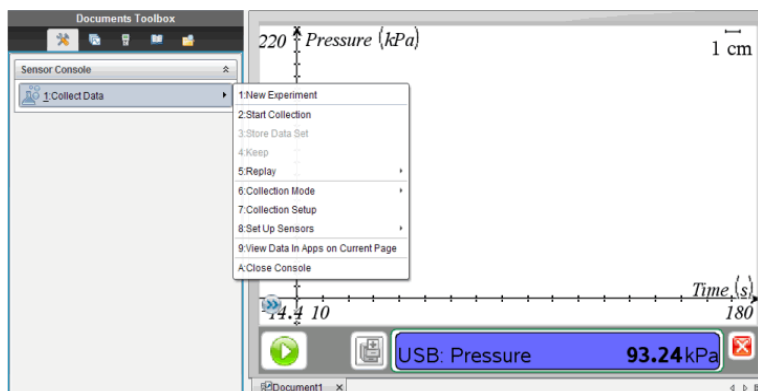 Documents Toolbox
Sensor Console
1:Collect Data
1:New Experiment
2:Start Collection
3:Store Data Set
4:Keep
5:Replay
6:Collection Mode
7:Collection Setup
8:Set Up Sensors
9:View Data In Apps on Current Page
A:Close Console
220 Pressure (kPa)
1 cm
Time (s)
-14.4 10
180
USB: Pressure 93.24kPa
Document1